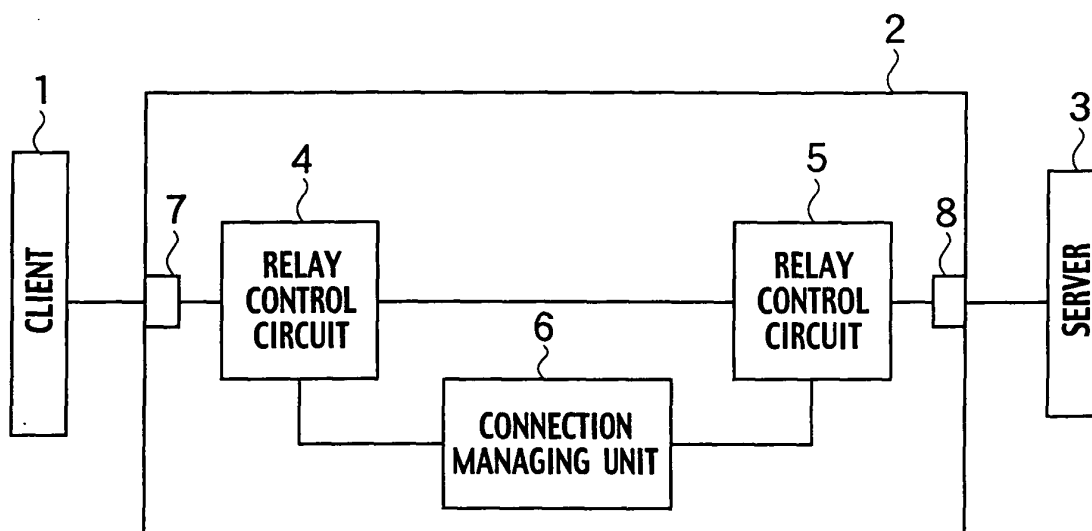 2
1
3
4
5
7
8
CLIENT
RELAY
CONTROL
CIRCUIT
RELAY
CONTROL
CIRCUIT
SERVER
6
CONNECTION
MANAGING UNIT